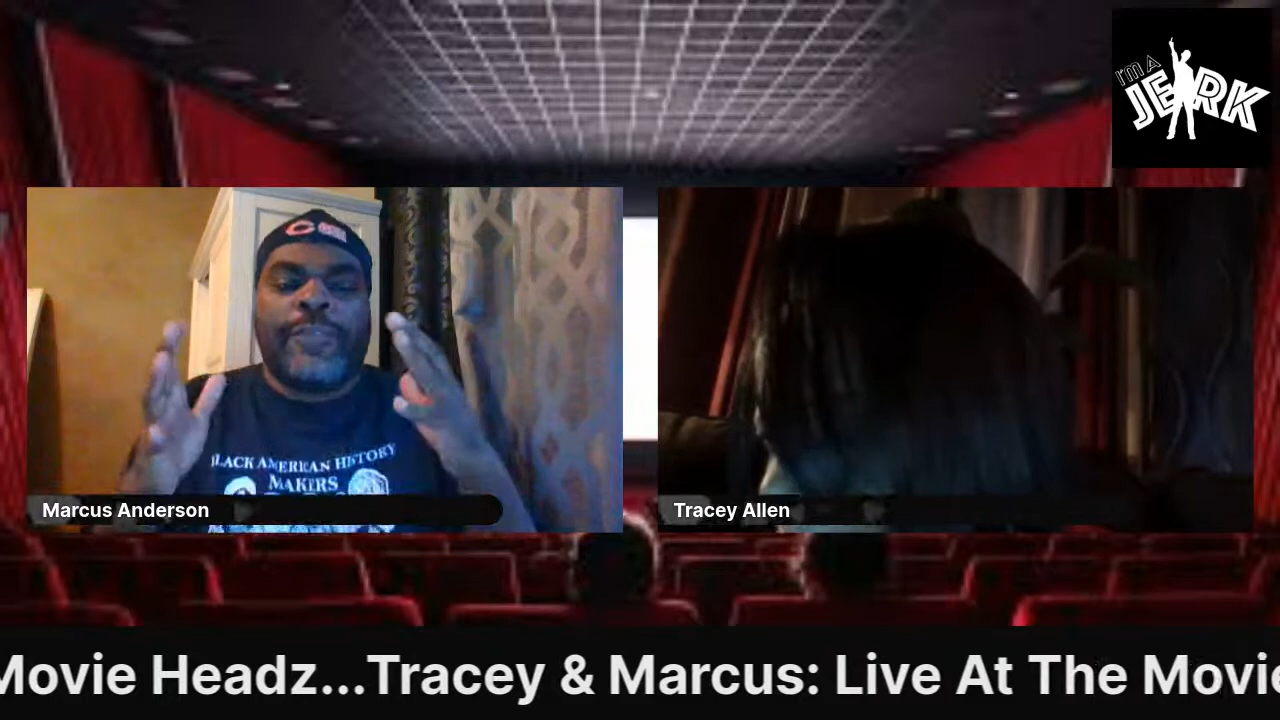 I'M A
JERK
C
BLACK AMERICAN HISTORY
MAKERS
Marcus Anderson
Tracey Allen
Movie Headz...Tracey & Marcus: Live At The Movie